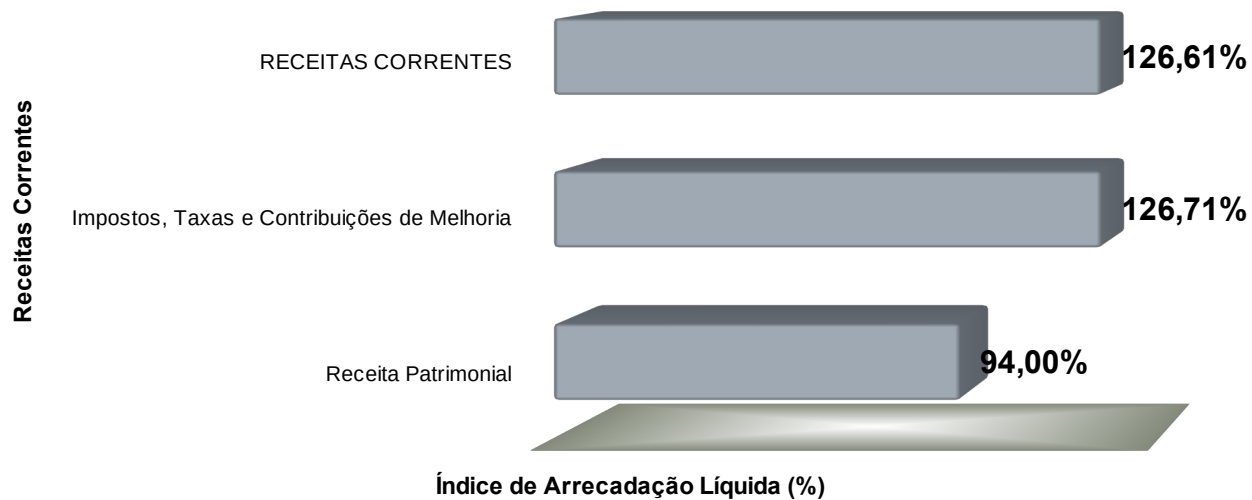 Receitas Correntes
RECEITAS CORRENTES
126,61%
Impostos, Taxas e Contribuições de Melhoria
126,71%
Receita Patrimonial
94,00%
Índice de Arrecadação Líquida (%)